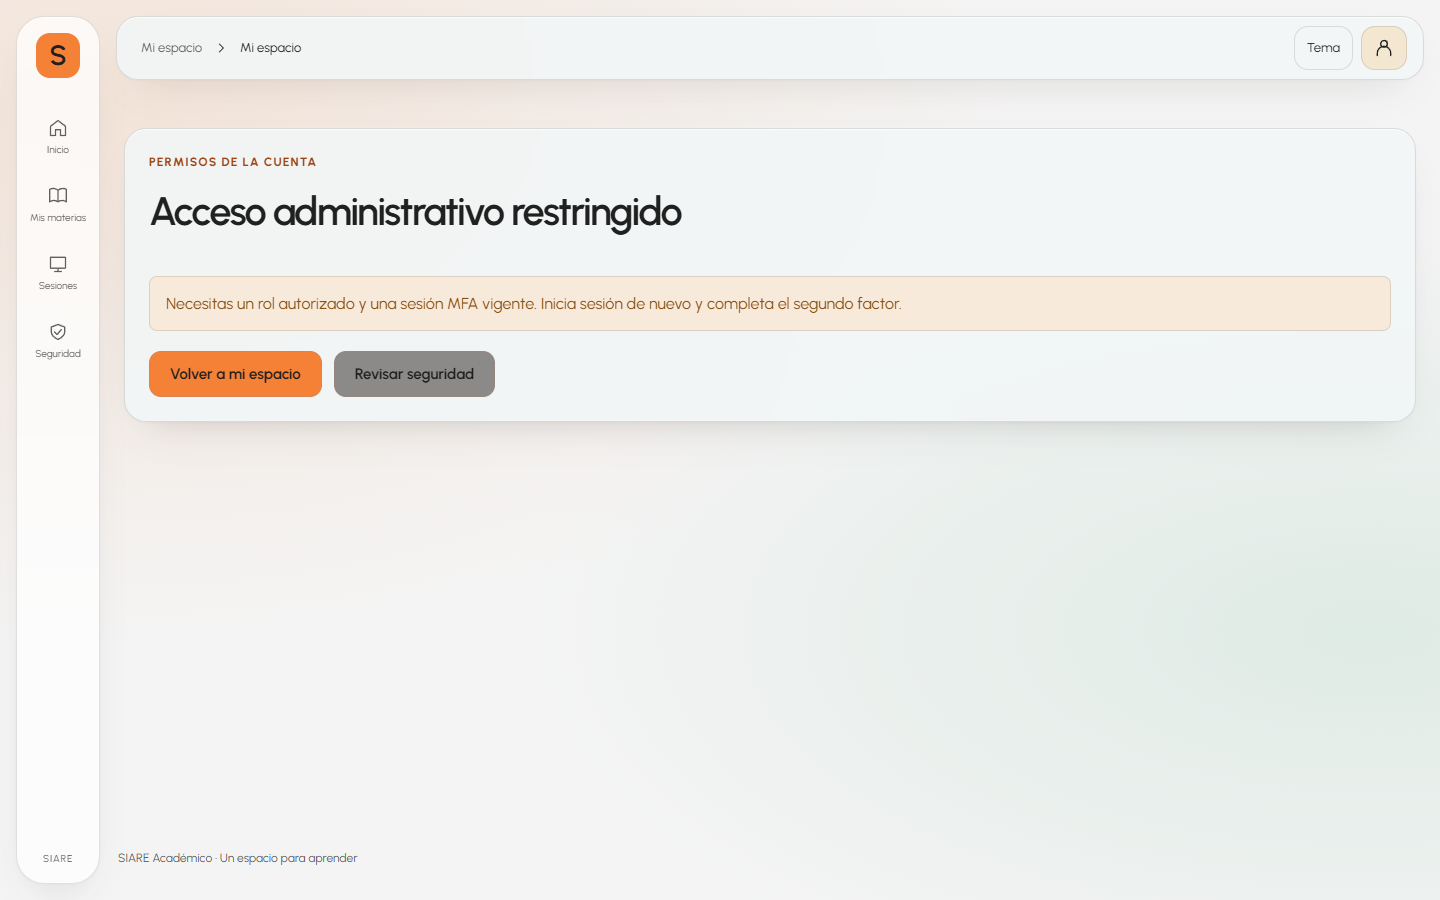 S
Inicio
Mis materias
Sesiones
Seguridad
SIARE
Mi espacio > Mi espacio
Tema
PERMISOS DE LA CUENTA
Acceso administrativo restringido
Necesitas un rol autorizado y una sesión MFA vigente. Inicia sesión de nuevo y completa el segundo factor.
Volver a mi espacio
Revisar seguridad
SIARE Académico · Un espacio para aprender